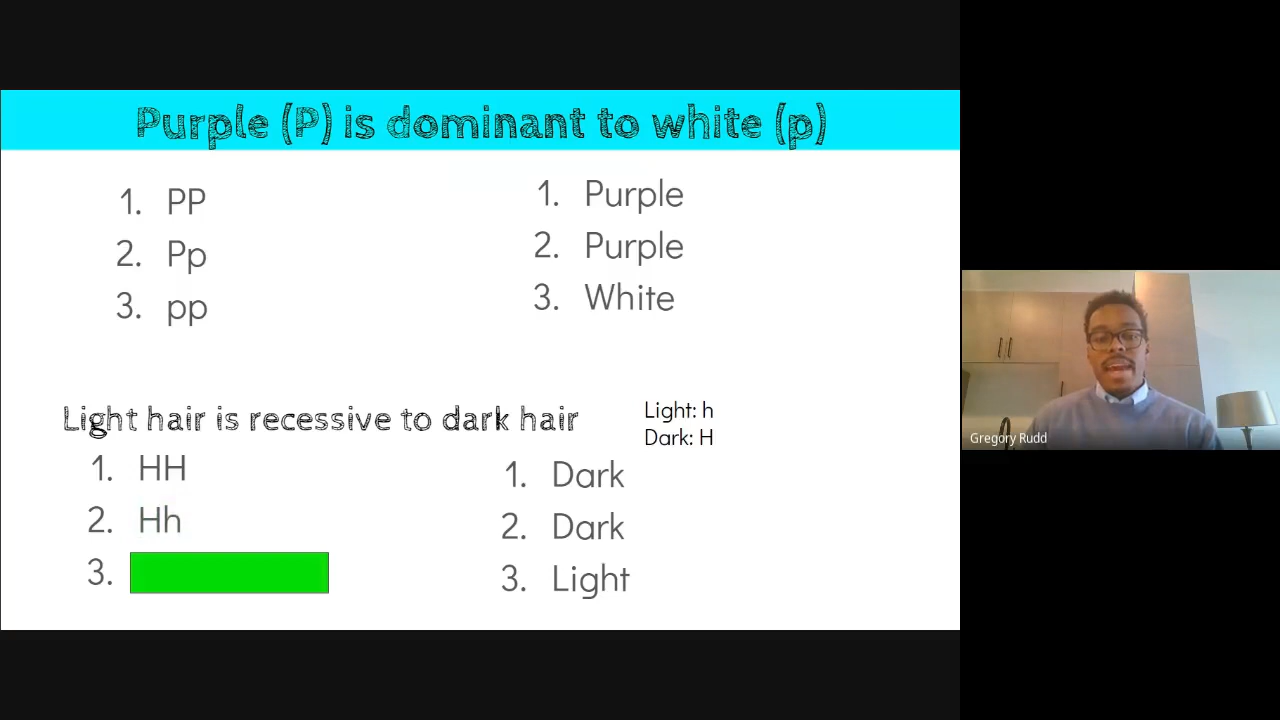 Purple (P) is dominant to white (p)
1. PP
2. Pp
3. pp
1. Purple
2. Purple
3. White
Light hair is recessive to dark hair
Light: h
Dark: H
1. HH
2. Hh
3.
1. Dark
2. Dark
3. Light
Gregory Rudd